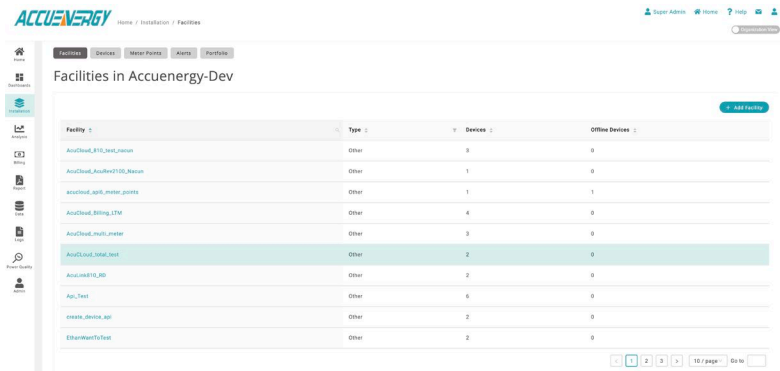 ACCUENERGY
Home / Installation / Facilities
Super Admin Home ? Help
Organization View
Home
Dashboards
Installation
Analysis
Billing
Report
Data
Logic
Power Quality
Admin
Facilities Devices Meter Points Alerts Portfolio
Facilities in Accuenergy-Dev
+ Add Facility
Facility Type Devices Offline Devices
AcuCloud_810_test_nacun Other 3 0
AcuCloud_AcuRev2100_Nacun Other 1 0
acucloud_api6_meter_points Other 1 1
AcuCloud_Billing_LTM Other 4 0
AcuCloud_multi_meter Other 3 0
AcuCLoud_total_test Other 2 0
AcuLink810_BD Other 2 0
Api_Test Other 6 0
create_device_api Other 2 0
EthanWantToTest Other 2 0
< 1 2 3 > 10 / page Go to